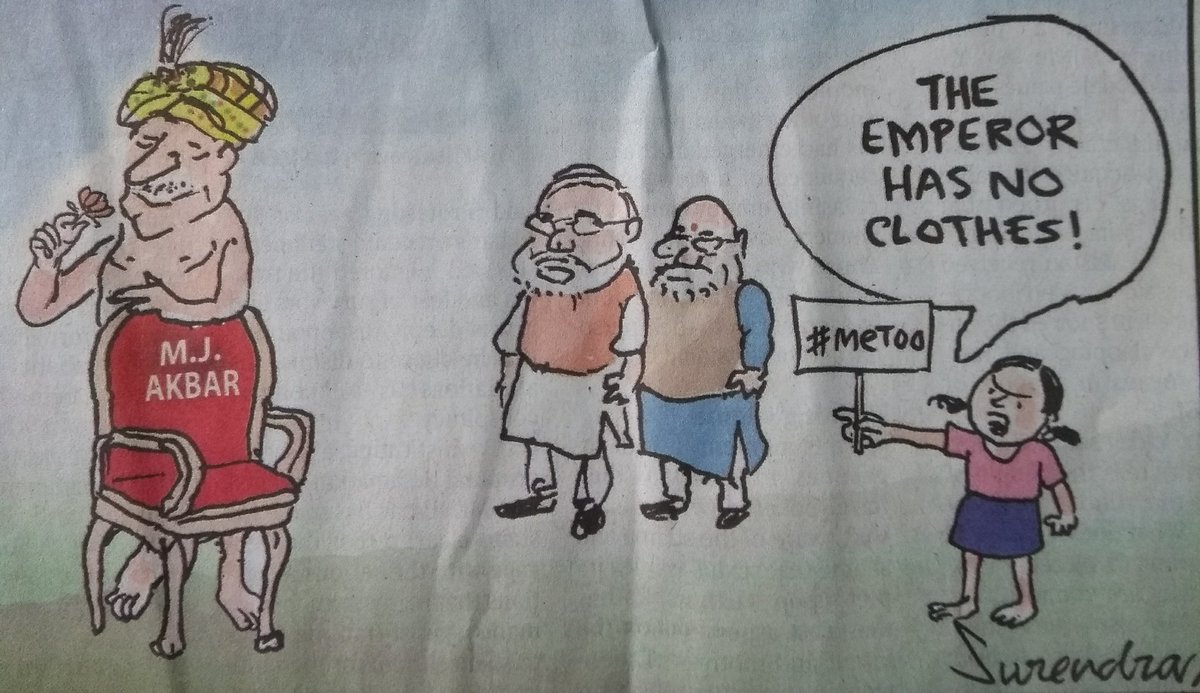 M.J.
AKBAR
THE
EMPEROR
HAS NO
CLOTHES!
#MeToo
Surendra